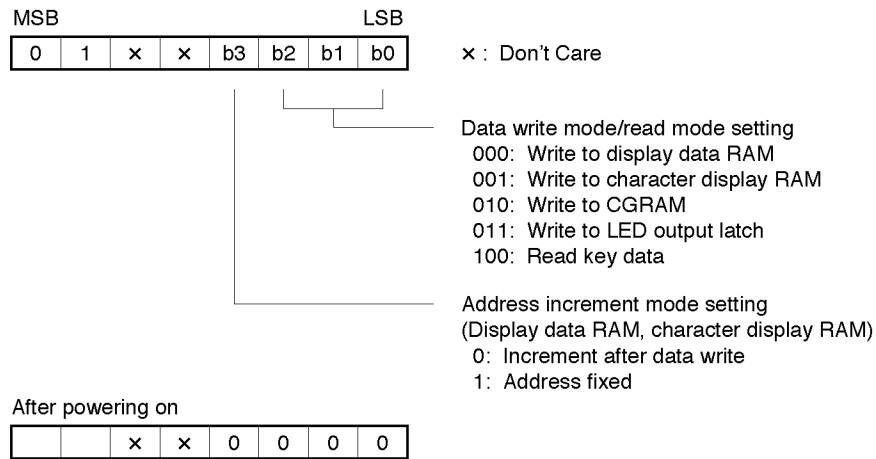 MSB LSB
0 1 × × b3 b2 b1 b0 × : Don't Care
Data write mode/read mode setting
000: Write to display data RAM
001: Write to character display RAM
010: Write to CGRAM
011: Write to LED output latch
100: Read key data
Address increment mode setting
(Display data RAM, character display RAM)
0: Increment after data write
1: Address fixed
After powering on
× × 0 0 0 0